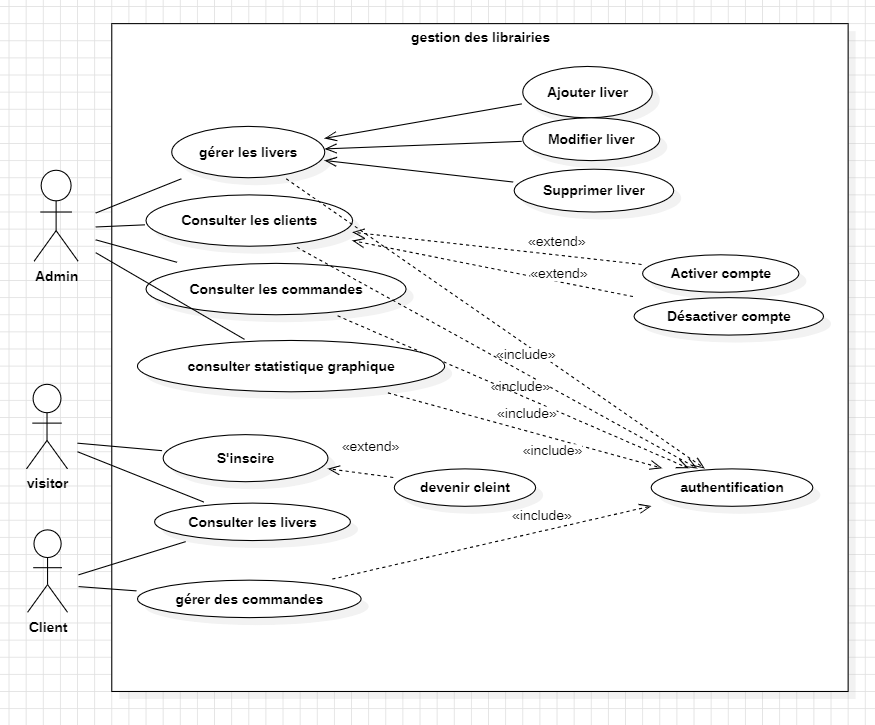 gestion des librairies
Ajouter liver
gérer les livers
Modifier liver
Supprimer liver
Consulter les clients
«extend»
Activer compte
«extend»
Admin
Consulter les commandes
Désactiver compte
«include»
consulter statistique graphique
«include»
«include»
«extend»
«include»
S'inscire
visitor
devenir cleint
authentification
«include»
Consulter les livers
gérer des commandes
Client